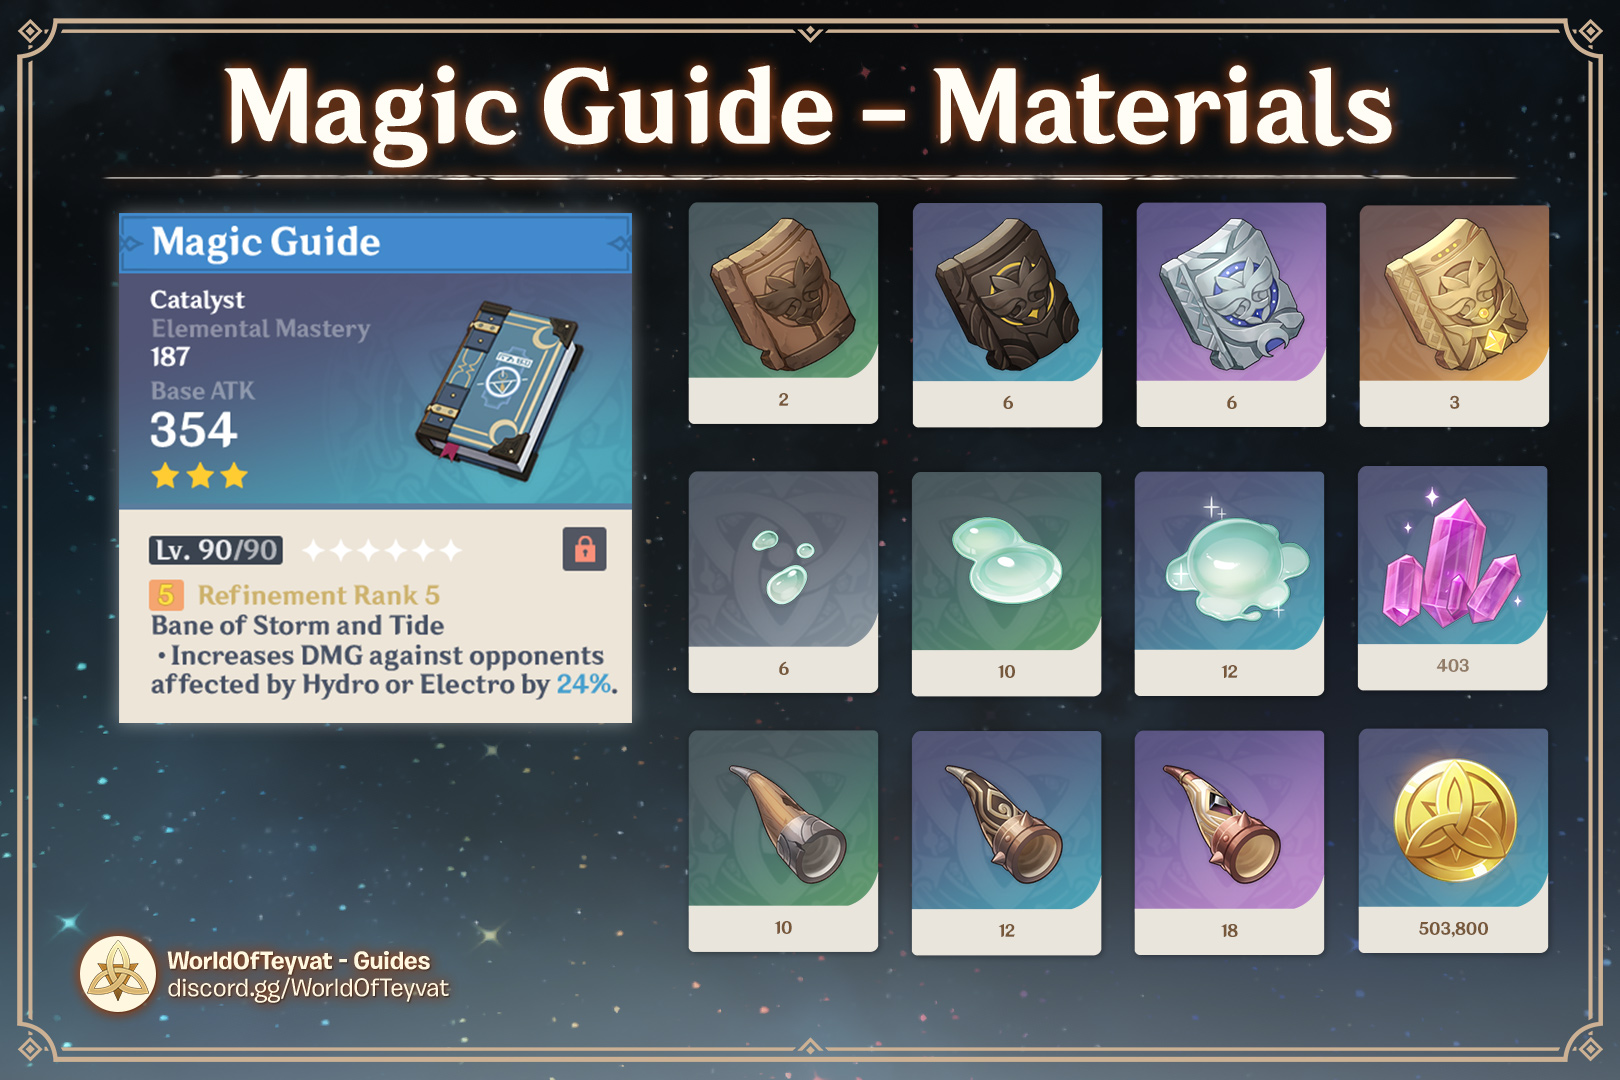 Magic Guide - Materials
Magic Guide
Catalyst
Elemental Mastery
187
Base ATK
354
Lv. 90/90
5 Refinement Rank 5
Bane of Storm and Tide
• Increases DMG against opponents
affected by Hydro or Electro by 24%.
2
6
6
3
6
10
12
403
10
12
18
503,800
WorldOfTeyvat - Guides
discord.gg/WorldOfTeyvat